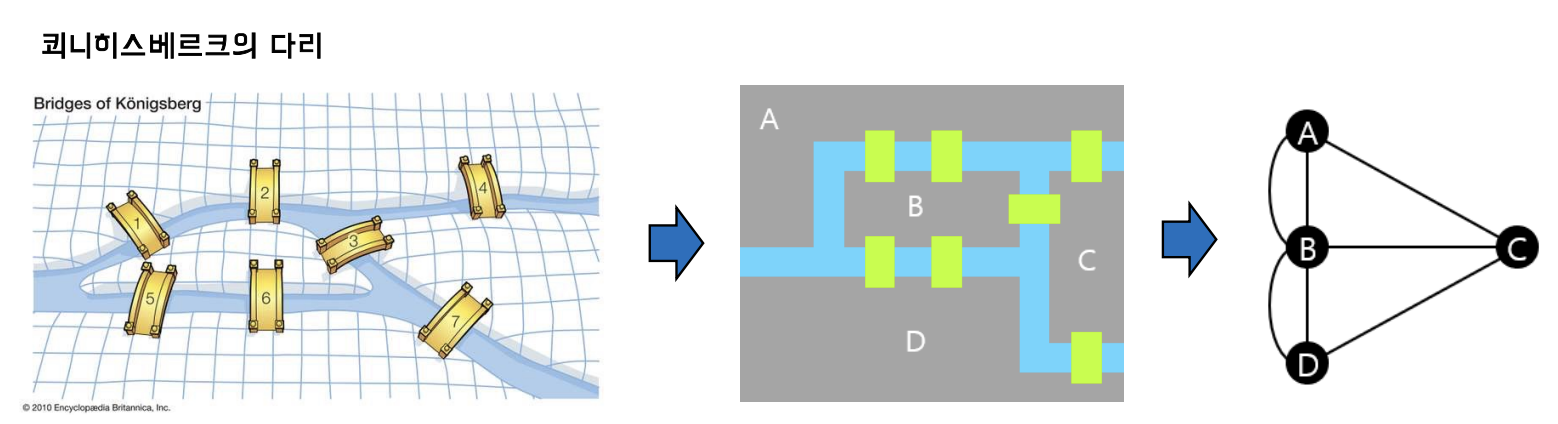 쾨니히스베르크의 다리
Bridges of Königsberg
1
2
3
4
5
6
7
© 2010 Encyclopædia Britannica, Inc.
A
B
C
D
A
B
C
D